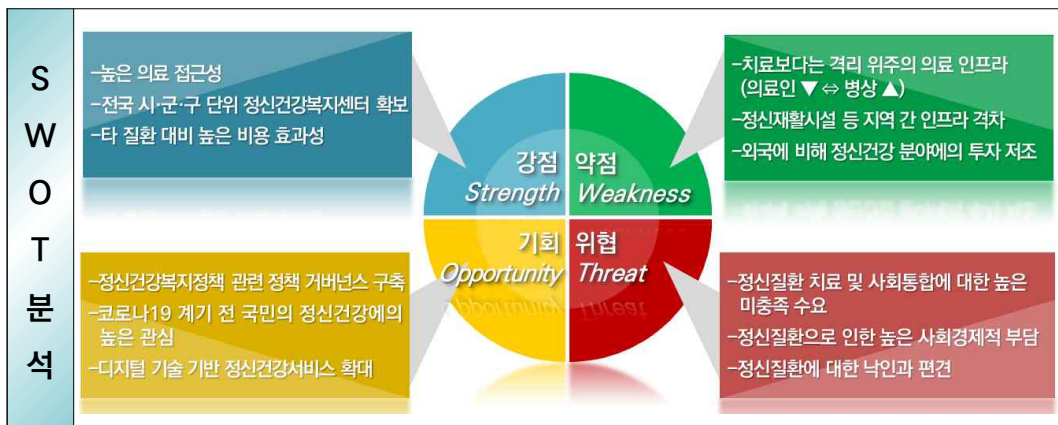 SWOT분석
-높은 의료 접근성
-전국 시·군·구 단위 정신건강복지센터 확보
-타 질환 대비 높은 비용 효과성
-치료보다는 격리 위주의 의료 인프라
(의료인 ▼ ⇔ 병상 ▲)
-정신재활시설 등 지역 간 인프라 격차
-외국에 비해 정신건강 분야에의 투자 저조
강점
Strength
약점
Weakness
기회
Opportunity
위협
Threat
-정신건강복지정책 관련 정책 거버넌스 구축
-코로나19 계기 전 국민의 정신건강에의
높은 관심
-디지털 기술 기반 정신건강서비스 확대
-정신질환 치료 및 사회통합에 대한 높은
미충족 수요
-정신질환으로 인한 높은 사회경제적 부담
-정신질환에 대한 낙인과 편견